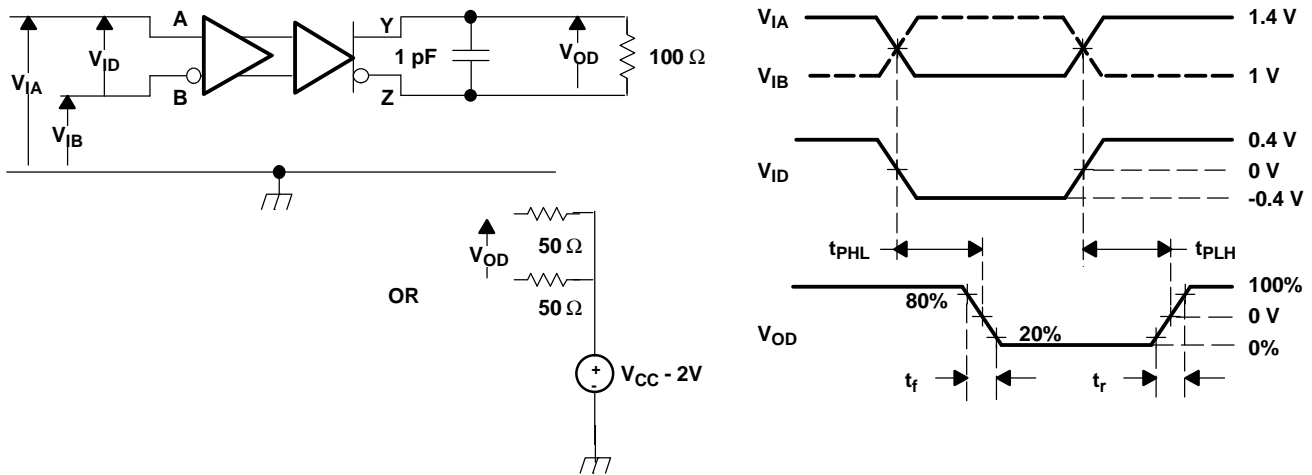 A
B
V_IA
V_ID
V_IB
Y
Z
1 pF
V_OD
100 Ω
OR
V_OD
50 Ω
50 Ω
+
-
V_CC - 2V
V_IA
1.4 V
V_IB
1 V
V_ID
0.4 V
0 V
-0.4 V
t_PHL
t_PLH
V_OD
80%
20%
100%
0 V
0%
t_f
t_r